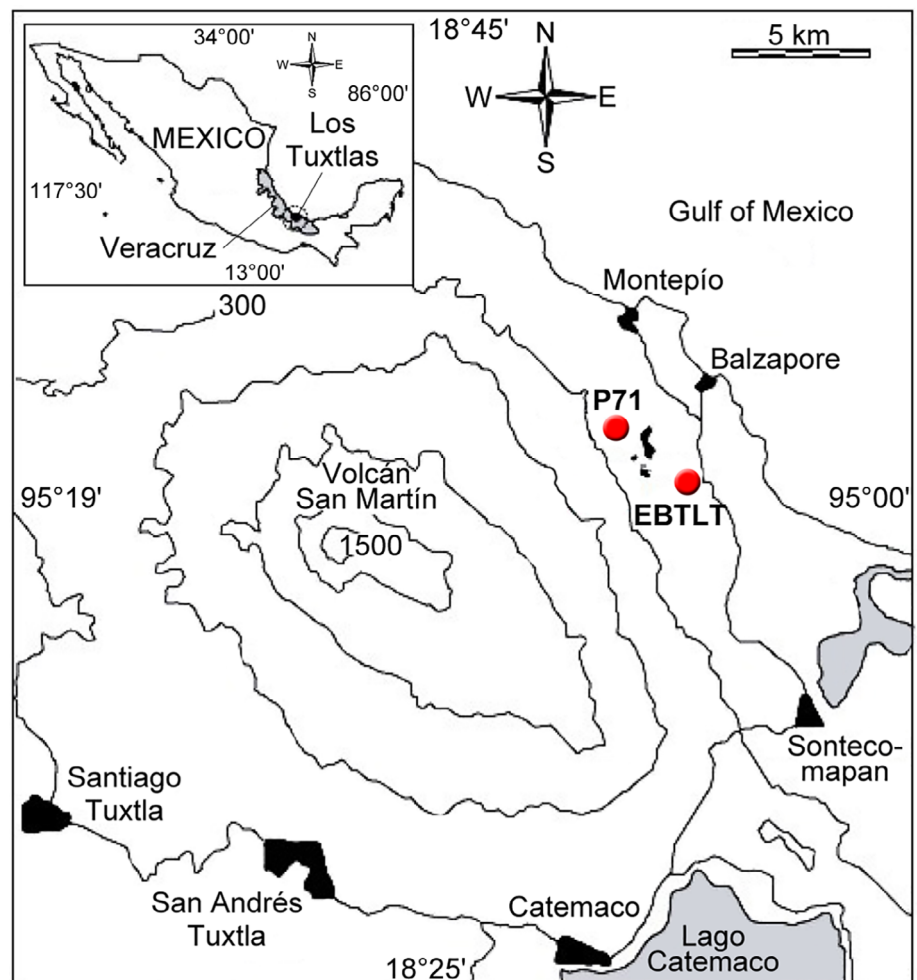 34°00'
N
W E
S
86°00'
MEXICO
Los
Tuxtlas
117°30'
Veracruz
13°00'
18°45'
N
W E
S
5 km
Gulf of Mexico
300
Montepío
Balzapore
P71
Volcán
San Martín
95°19'
95°00'
EBTLT
1500
Sonteco-
mapan
Santiago
Tuxtla
San Andrés
Tuxtla
Catemaco
Lago
Catemaco
18°25'